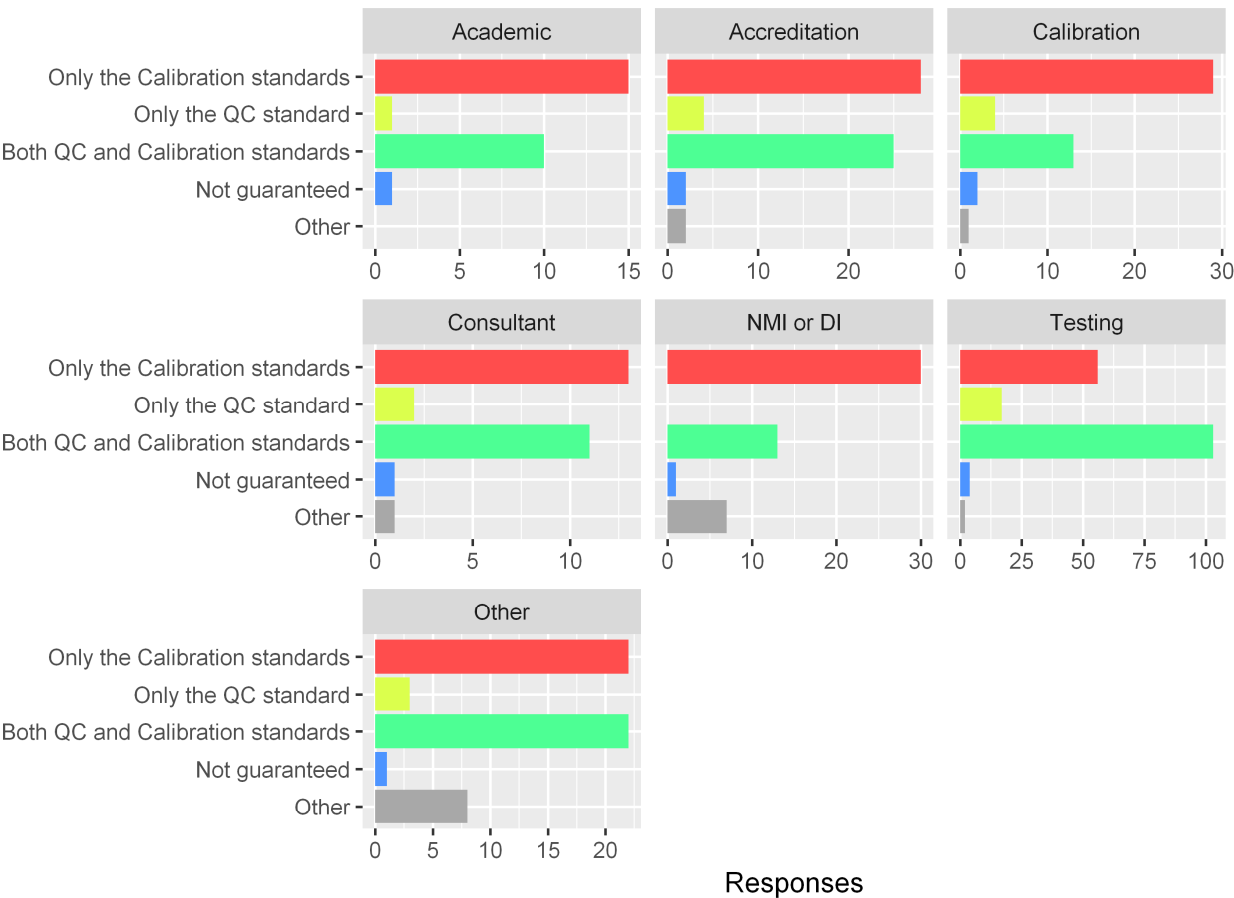 Academic Accreditation Calibration
Only the Calibration standards
Only the QC standard
Both QC and Calibration standards
Not guaranteed
Other
0 5 10 15 0 10 20 0 10 20 30
Consultant NMI or DI Testing
Only the Calibration standards
Only the QC standard
Both QC and Calibration standards
Not guaranteed
Other
0 5 10 0 10 20 30 0 25 50 75 100
Other
Only the Calibration standards
Only the QC standard
Both QC and Calibration standards
Not guaranteed
Other
0 5 10 15 20
Responses